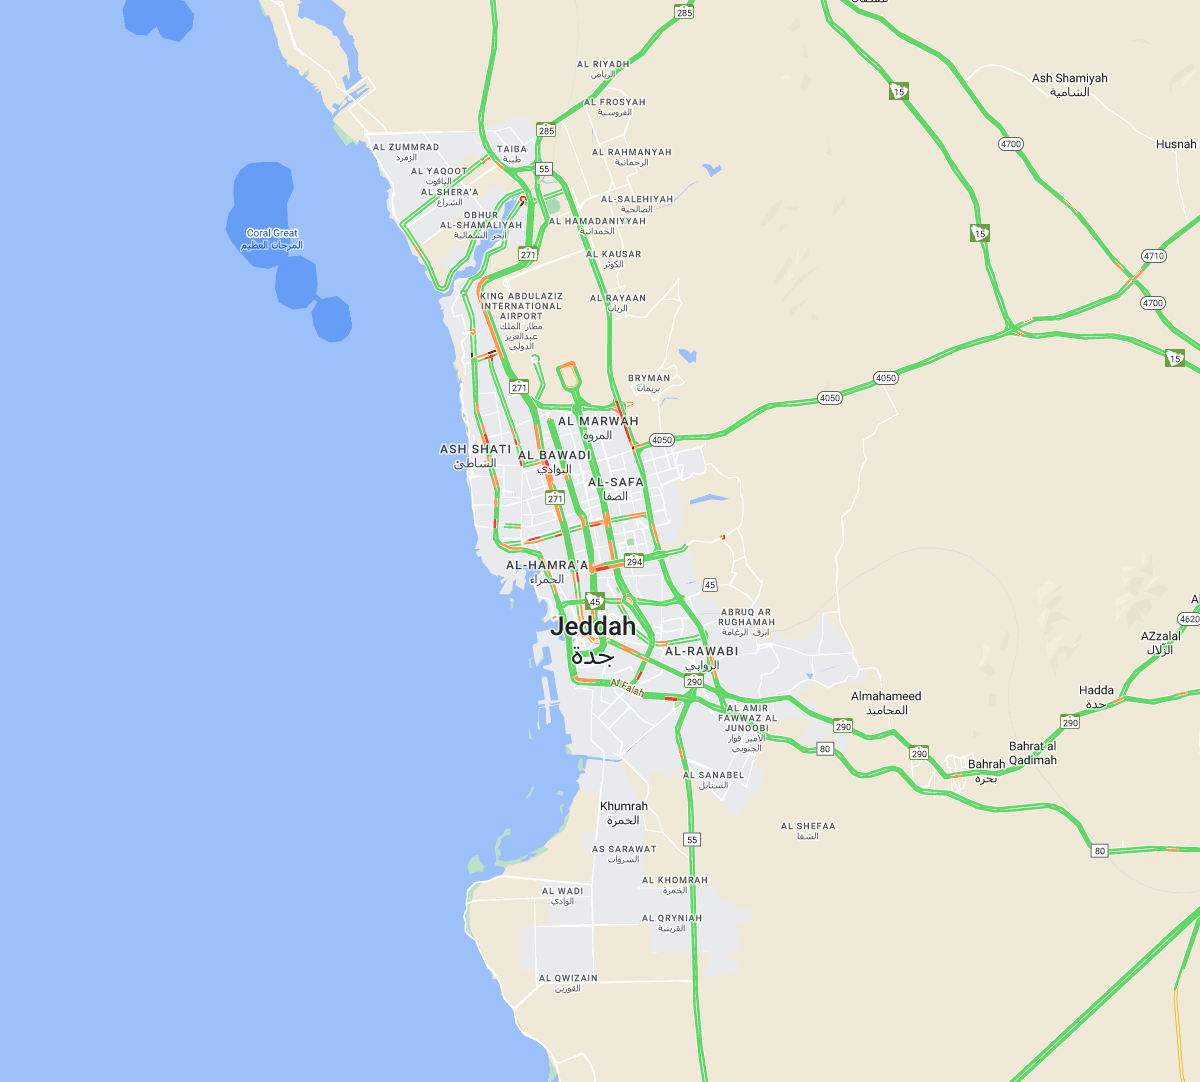 عسفان
285
AL RIYADH
الرياض
Ash Shamiyah
الشامية
15
AL FROSYAH
الفروسية
285
4700
Husnah
AL ZUMMRAD
الزمرد
TAIBA
طيبة
AL RAHMANYAH
الرحمانية
55
AL YAQOOT
الياقوت
AL SHERA'A
الشراع
AL-SALEHIYAH
الصالحية
OBHUR
AL-SHAMALIYAH
أبحر الشمالية
AL HAMADANIYYAH
الحمدانية
Coral Great
المرجان العظيم
15
271
AL KAUSAR
الكوثر
4710
KING ABDULAZIZ
INTERNATIONAL
AIRPORT
مطار الملك
عبدالعزيز
الدولي
AL RAYAAN
الريان
4700
15
BRYMAN
بريمان
271
4050
4050
AL MARWAH
المروة
4050
ASH SHATI
الشاطئ
AL BAWADI
البوادي
AL-SAFA
الصفا
271
AL-HAMRA'A
الحمراء
294
45
45
ABRUQ AR
RUGHAMAH
ابرق الرغامة
4620
Jeddah
جدة
AZzalal
الزلال
AL-RAWABI
الروابي
290
Al Falah
Almahameed
المحاميد
Hadda
حدة
AL AMIR
FAWWAZ AL
JUNOOBI
الأمير فواز
الجنوبي
290
290
80
290
Bahrat al
Qadimah
Bahrah
بحرة
AL SANABEL
السنابل
Khumrah
الخمرة
AL SHEFAA
الشفا
55
80
AS SARAWAT
السروات
AL WADI
الوادي
AL KHOMRAH
الخمرة
AL QRYNIAH
القرينية
AL QWIZAIN
القوزين